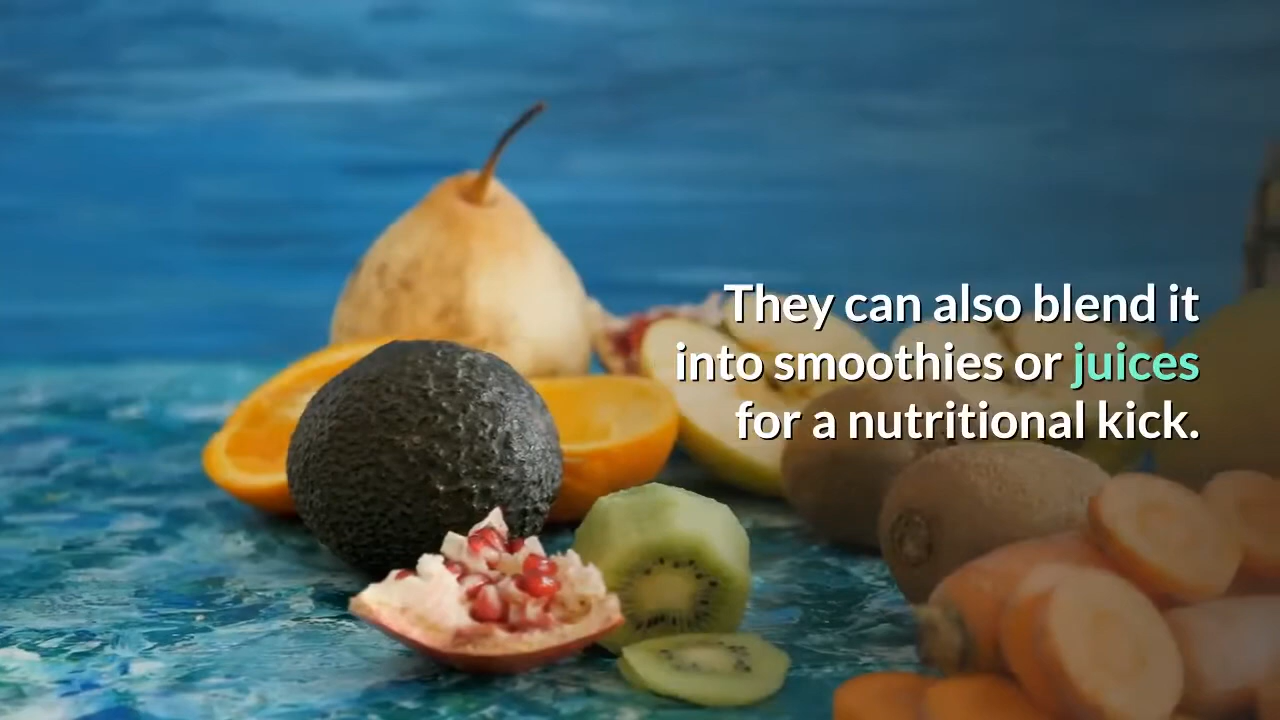 They can also blend it
into smoothies or juices
for a nutritional kick.